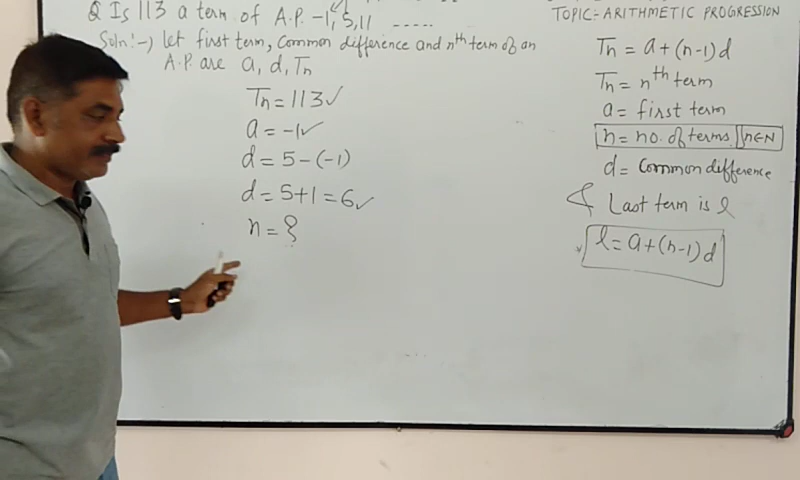 Q Is 113 a term of A.P. -1, 5, 11 .....
Soln:-) let first term, Common difference and nth term of an
A.P. are a, d, Tn
Tn = 113 ✓
a = -1 ✓
d = 5 - (-1)
d = 5+1 = 6 ✓
n = ?
TOPIC-ARITHMETIC PROGRESSION
Tn = a + (n-1) d
Tn = nth term
a = first term
n = no. of terms || n∈N
d = Common difference
& Last term is l
* l = a + (n-1) d